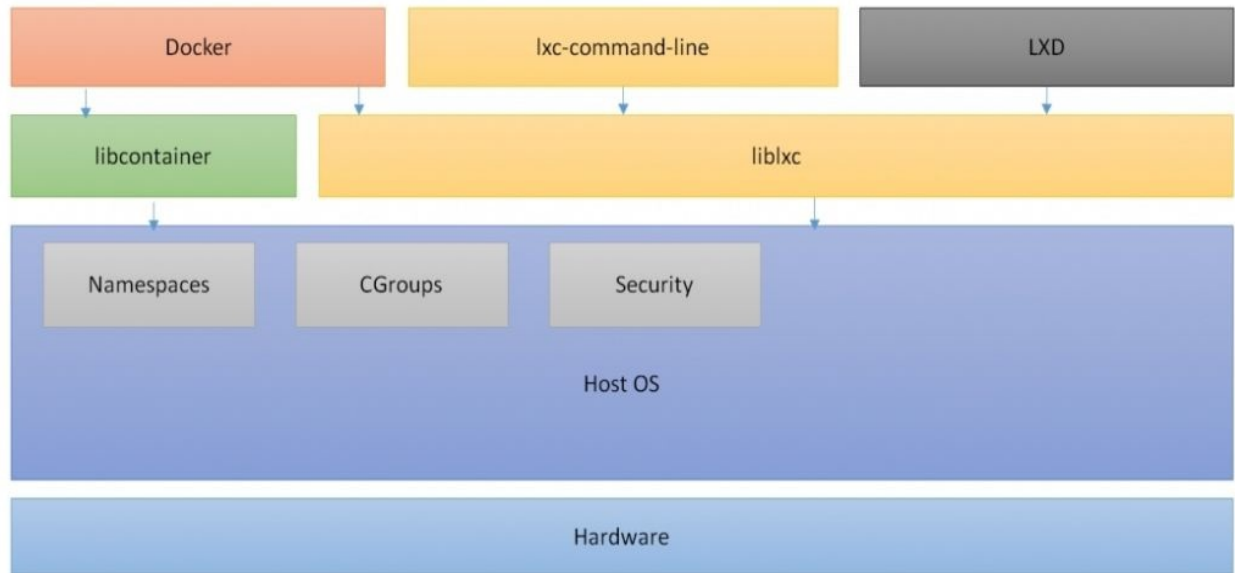 Docker
lxc-command-line
LXD
libcontainer
liblxc
Namespaces
CGroups
Security
Host OS
Hardware